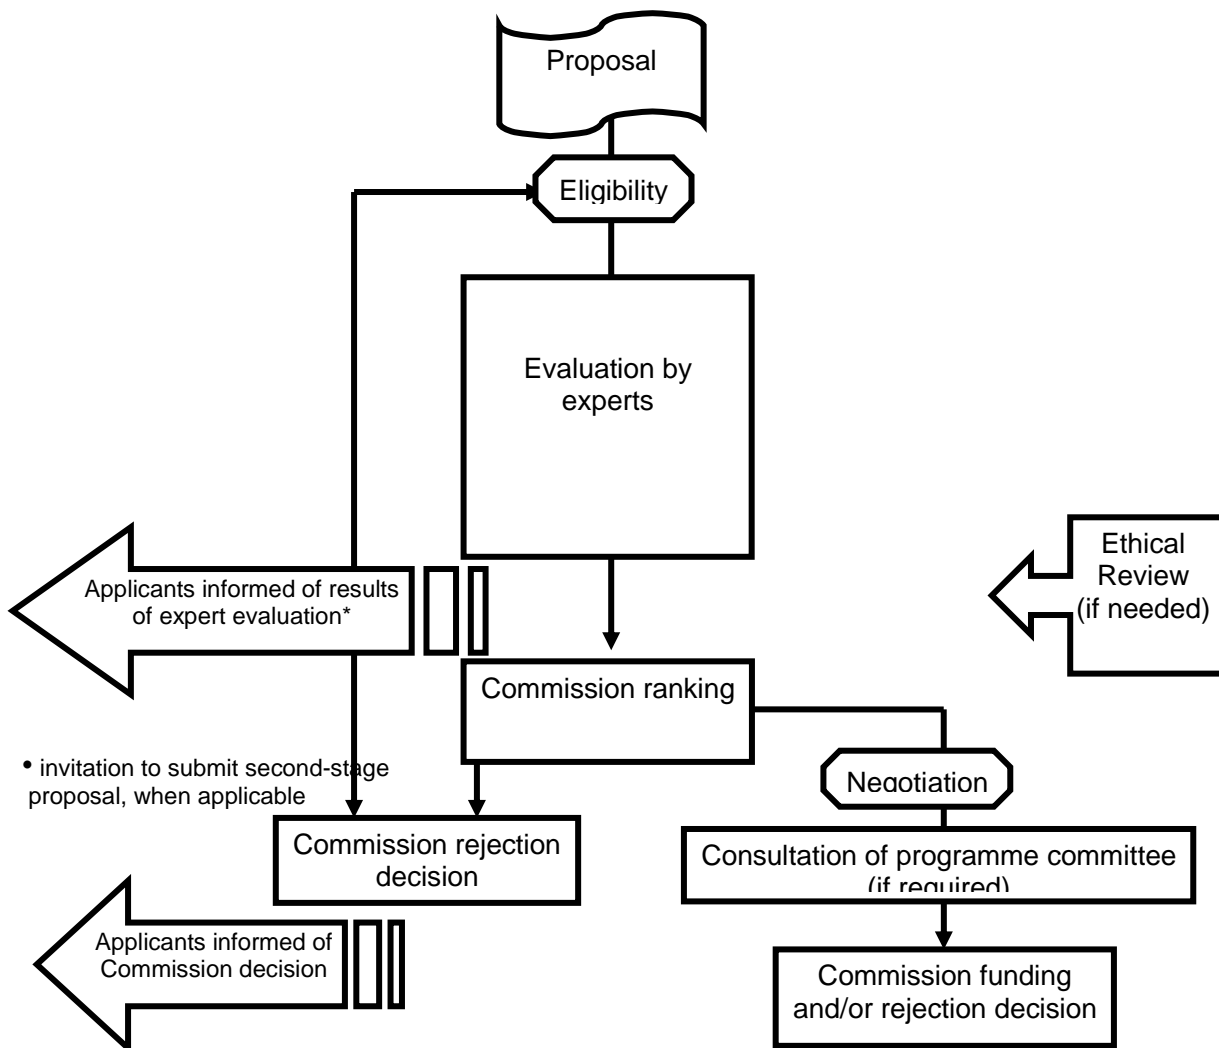 Proposal
Eligibility
Evaluation by
experts
Ethical
Review
(if needed)
Applicants informed of results
of expert evaluation*
Commission ranking
• invitation to submit second-stage
proposal, when applicable
Negotiation
Commission rejection
decision
Consultation of programme committee
(if required)
Applicants informed of
Commission decision
Commission funding
and/or rejection decision